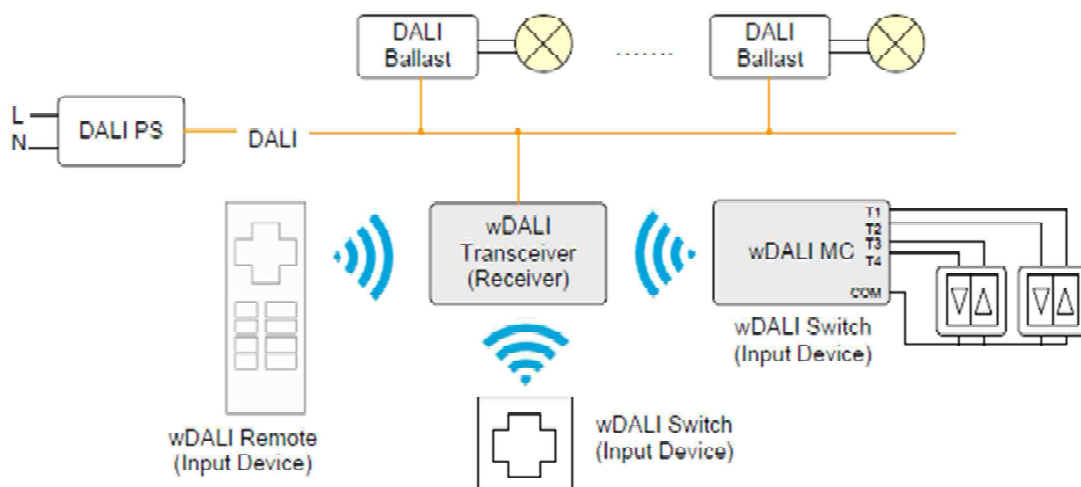 DALI
Ballast
DALI
Ballast
L
N
DALI PS
DALI
wDALI
Transceiver
(Receiver)
wDALI MC
T1
T2
T3
T4
COM
wDALI Switch
(Input Device)
wDALI Remote
(Input Device)
wDALI Switch
(Input Device)